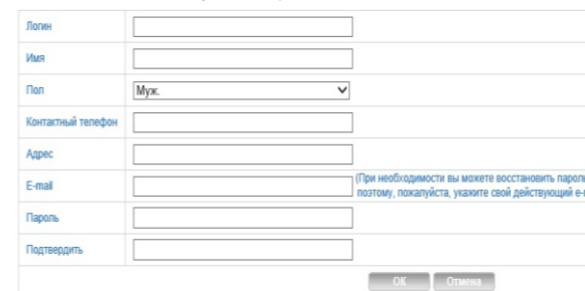 Логин
Имя
Пол Муж.
Контактный телефон
Адрес
E-mail (При необходимости вы можете восстановить пароль
поэтому, пожалуйста, укажите свой действующий e-
Пароль
Подтвердить
OK Отмена